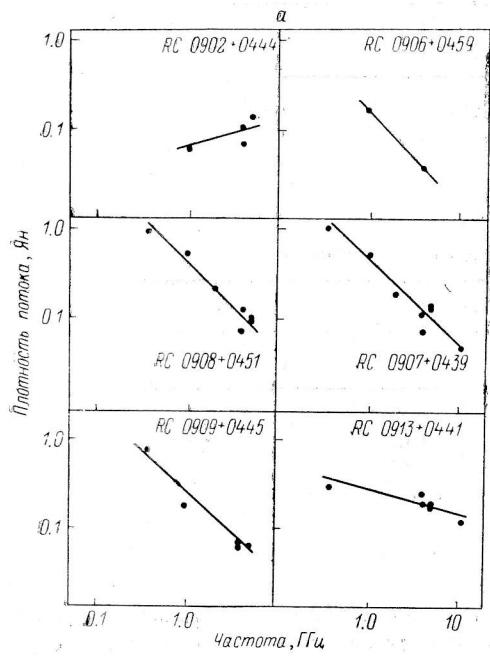 а
RC 0902+0444
RC 0906+0459
1.0
0.1
1.0
0.1
RC 0908+0451
RC 0907+0439
RC 0909+0445
RC 0913+0441
1.0
0.1
0.1
1.0
1.0
10
Плотность потока, Ян
Частота, ГГц